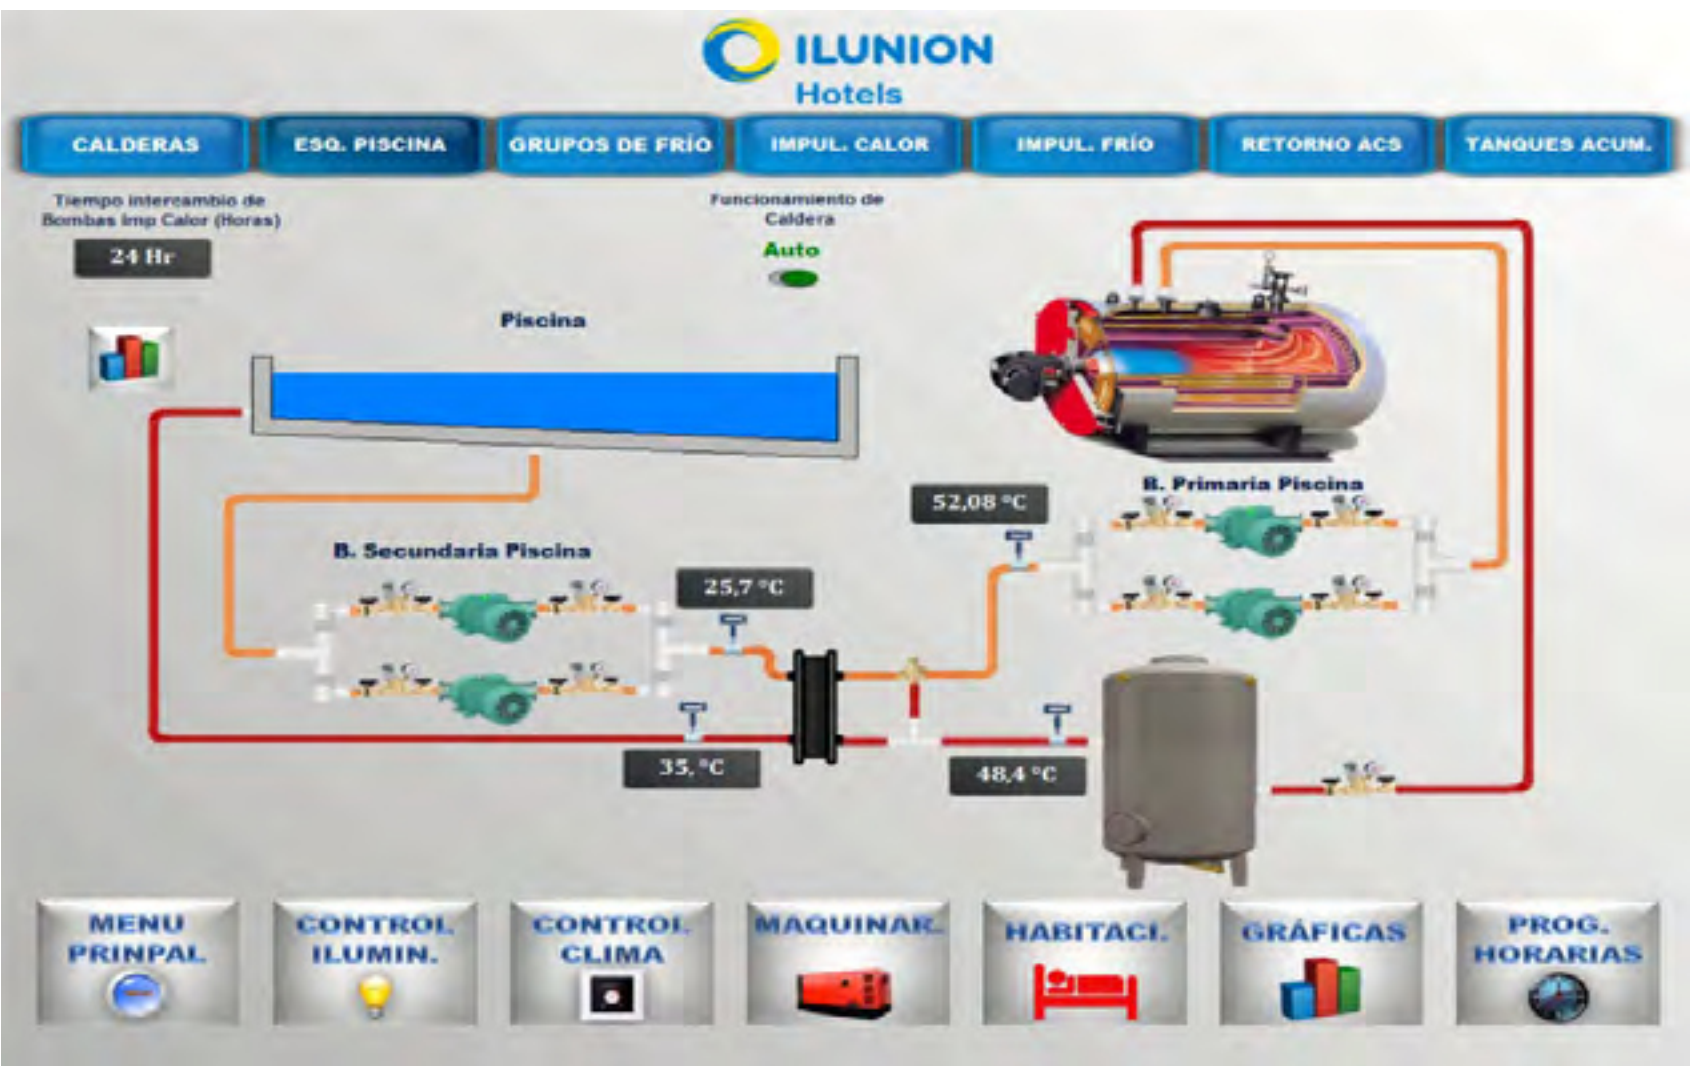 ILUNION
Hotels
CALDERAS
ESQ. PISCINA
GRUPOS DE FRÍO
IMPUL. CALOR
IMPUL. FRÍO
RETORNO ACS
TANQUES ACUM.
Tiempo intercambio de
Bombas Imp Calor (Horas)
24 Hr
Funcionamiento de
Caldera
Auto
Piscina
B. Primaria Piscina
52,08 °C
B. Secundaria Piscina
25,7 °C
35, °C
48,4 °C
MENU
PRINPAL
CONTROL
ILUMIN.
CONTROL
CLIMA
MAQUINAR.
HABITACI.
GRÁFICAS
PROG.
HORARIAS